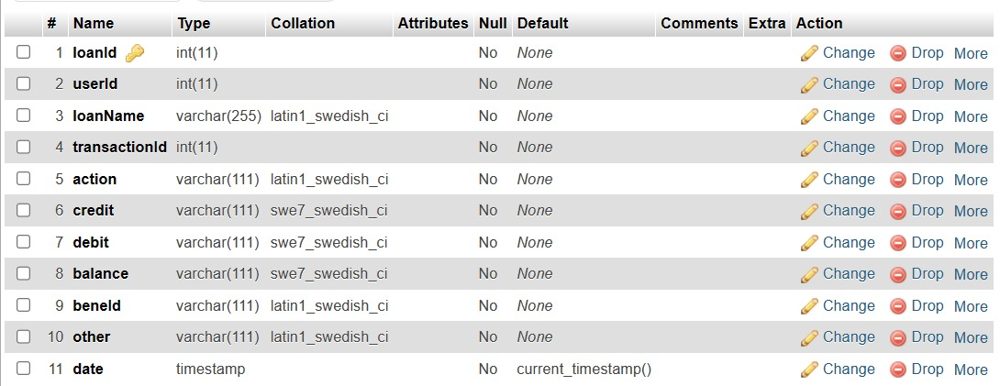 # Name Type Collation Attributes Null Default Comments Extra Action
1 loanId int(11) No None Change Drop More
2 userId int(11) No None Change Drop More
3 loanName varchar(255) latin1_swedish_ci No None Change Drop More
4 transactionId int(11) No None Change Drop More
5 action varchar(111) latin1_swedish_ci No None Change Drop More
6 credit varchar(111) swe7_swedish_ci No None Change Drop More
7 debit varchar(111) swe7_swedish_ci No None Change Drop More
8 balance varchar(111) swe7_swedish_ci No None Change Drop More
9 beneId varchar(111) latin1_swedish_ci No None Change Drop More
10 other varchar(111) latin1_swedish_ci No None Change Drop More
11 date timestamp No current_timestamp() Change Drop More